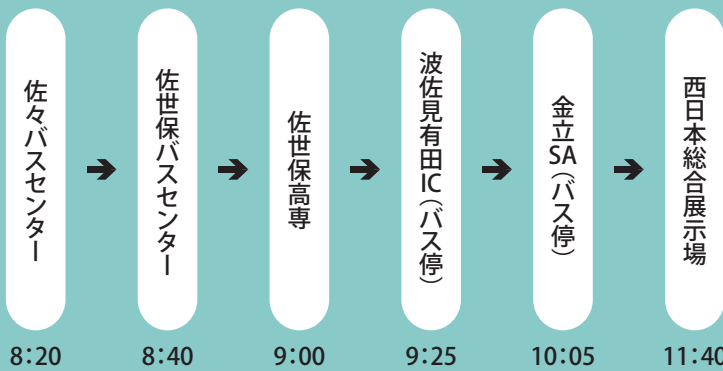 佐々バスセンター
佐世保バスセンター
佐世保高専
波佐見有田IC（バス停）
金立SA（バス停）
西日本総合展示場
8：20
8：40
9：00
9：25
10：05
11：40